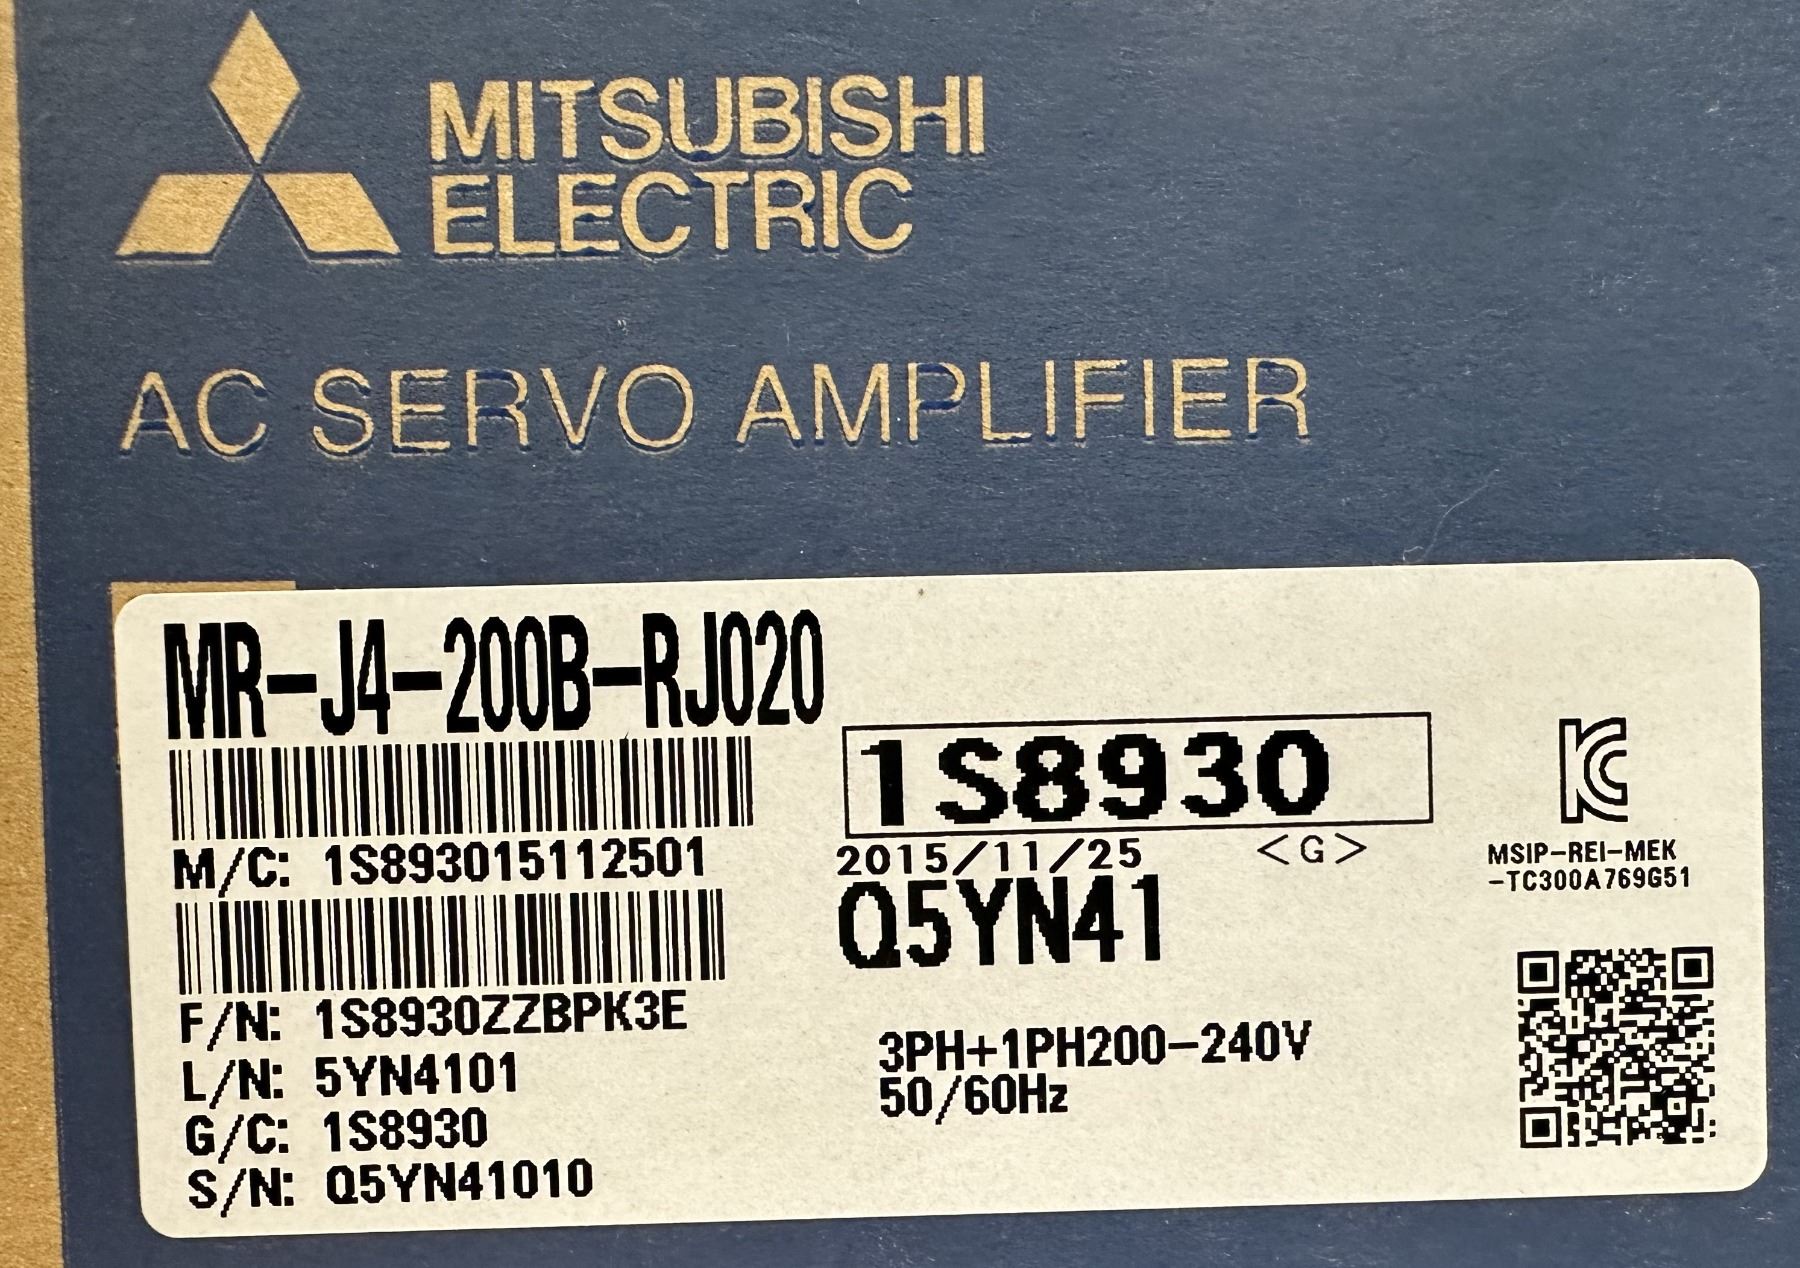 MITSUBISHI
ELECTRIC
AC SERVO AMPLIFIER
MR-J4-200B-RJ020
1S8930
M/C: 1S893015112501
2015/11/25 <G>
Q5YN41
MSIP-REI-MEK
-TC300A769G51
F/N: 1S8930ZZBPK3E
L/N: 5YN4101
G/C: 1S8930
S/N: Q5YN41010
3PH+1PH200-240V
50/60Hz